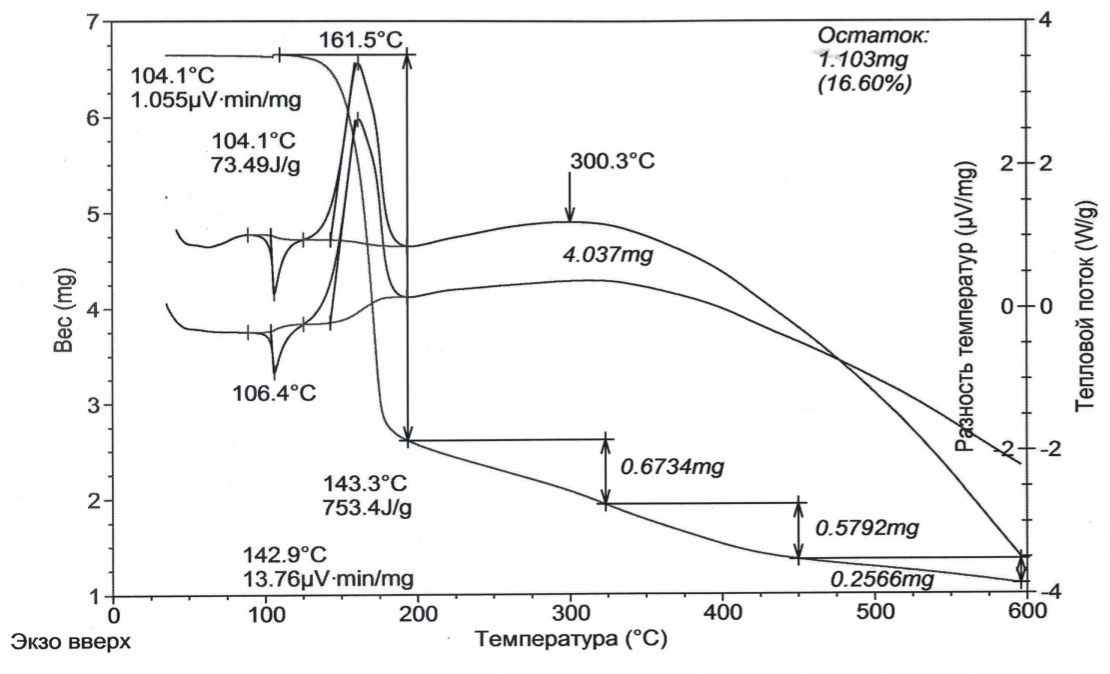 7
6
5
4
3
2
1
Вес (mg)
104.1°C
1.055µV·min/mg
104.1°C
73.49J/g
161.5°C
106.4°C
143.3°C
753.4J/g
142.9°C
13.76µV·min/mg
300.3°C
4.037mg
0.6734mg
0.5792mg
0.2566mg
Остаток:
1.103mg
(16.60%)
2
0
-2
Разность температур (µV/mg)
4
2
0
-2
-4
Тепловой поток (W/g)
0
100
200
300
400
500
600
Экзо вверх
Температура (°C)